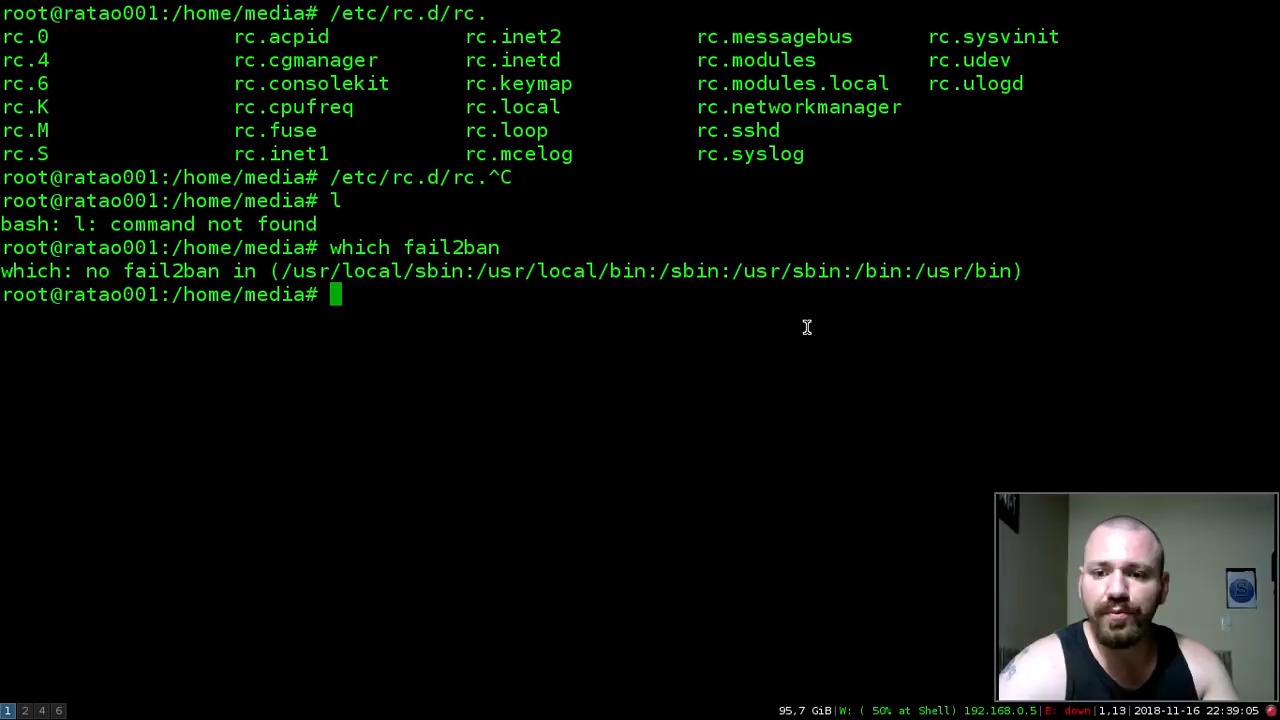 root@ratao001:/home/media# /etc/rc.d/rc.
rc.0 rc.acpid rc.inet2 rc.messagebus rc.sysvinit
rc.4 rc.cgmanager rc.inetd rc.modules rc.udev
rc.6 rc.consolekit rc.keymap rc.modules.local rc.ulogd
rc.K rc.cpufreq rc.local rc.networkmanager
rc.M rc.fuse rc.loop rc.sshd
rc.S rc.inet1 rc.mcelog rc.syslog
root@ratao001:/home/media# /etc/rc.d/rc.^C
root@ratao001:/home/media# l
bash: l: command not found
root@ratao001:/home/media# which fail2ban
which: no fail2ban in (/usr/local/sbin:/usr/local/bin:/sbin:/usr/sbin:/bin:/usr/bin)
root@ratao001:/home/media#
S
1 2 4 6 95,7 GiB|W: ( 50% at Shell) 192.168.0.5|E: down|1,13|2018-11-16 22:39:05